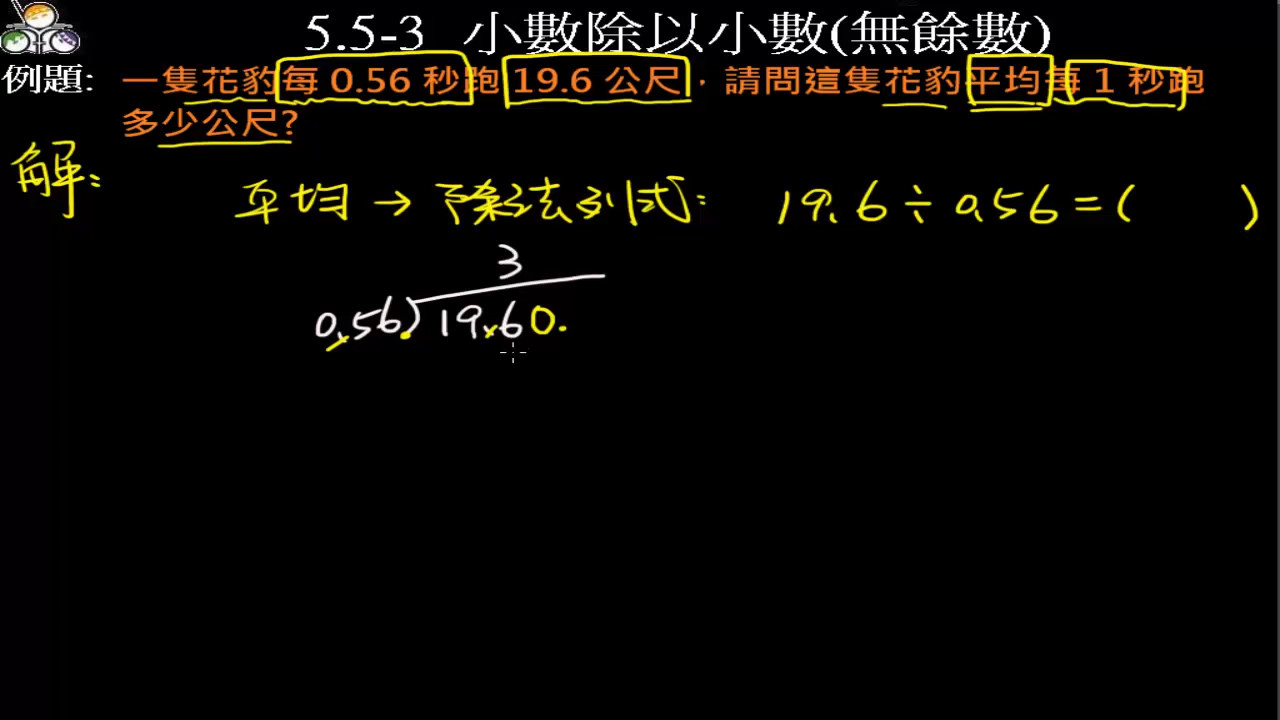 5.5-3 小數除以小數(無餘數)
例題: 一隻花豹每 0.56 秒跑 19.6 公尺，請問這隻花豹平均每 1 秒跑
多少公尺?
解:
平均 → 除法列式: 19.6 ÷ 0.56 = ( )
3
0.56) 19.60.